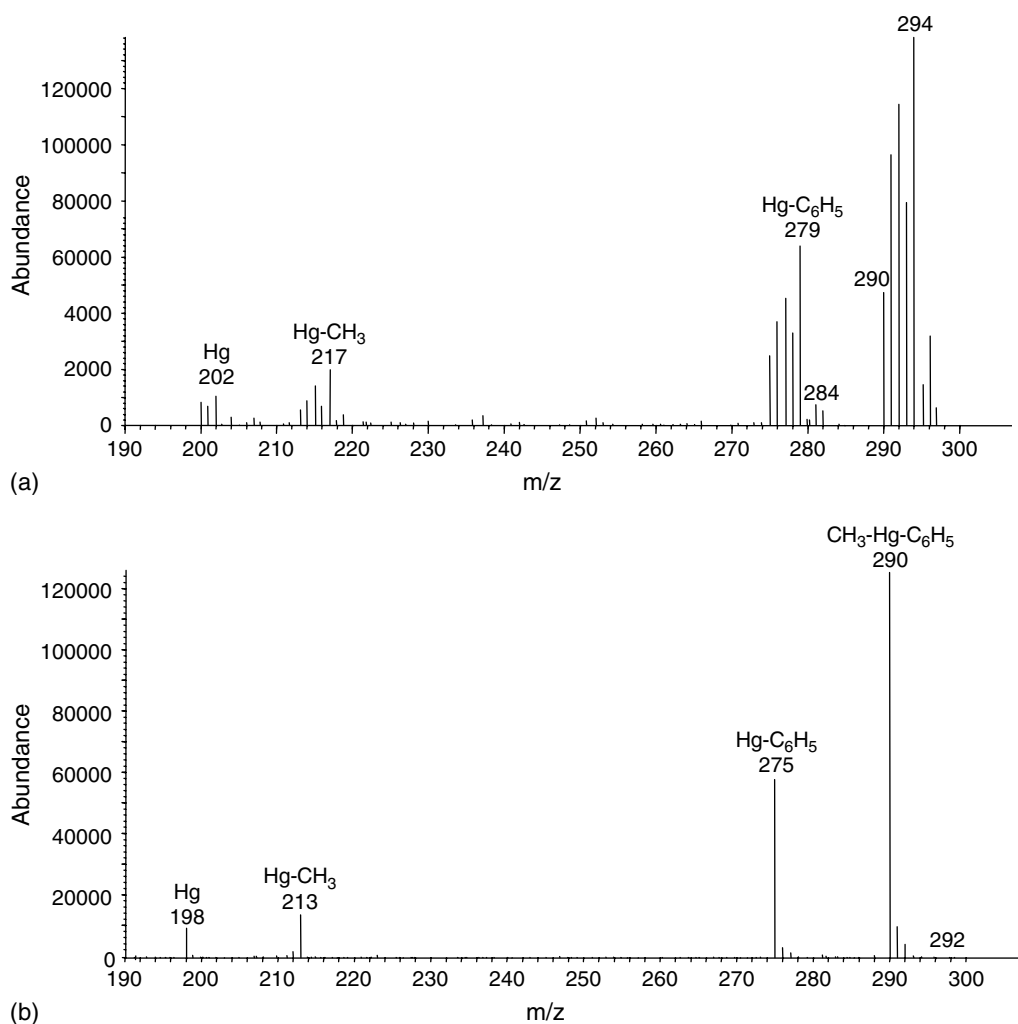 294
120000
100000
80000
Hg-C6H5
279
60000
290
4000
Hg-CH3
217
Hg
202
2000
284
0
190 200 210 220 230 240 250 260 270 280 290 300
Abundance
(a)
m/z
CH3-Hg-C6H5
290
120000
100000
80000
Hg-C6H5
275
60000
40000
Hg-CH3
213
Hg
198
20000
292
0
190 200 210 220 230 240 250 260 270 280 290 300
Abundance
(b)
m/z